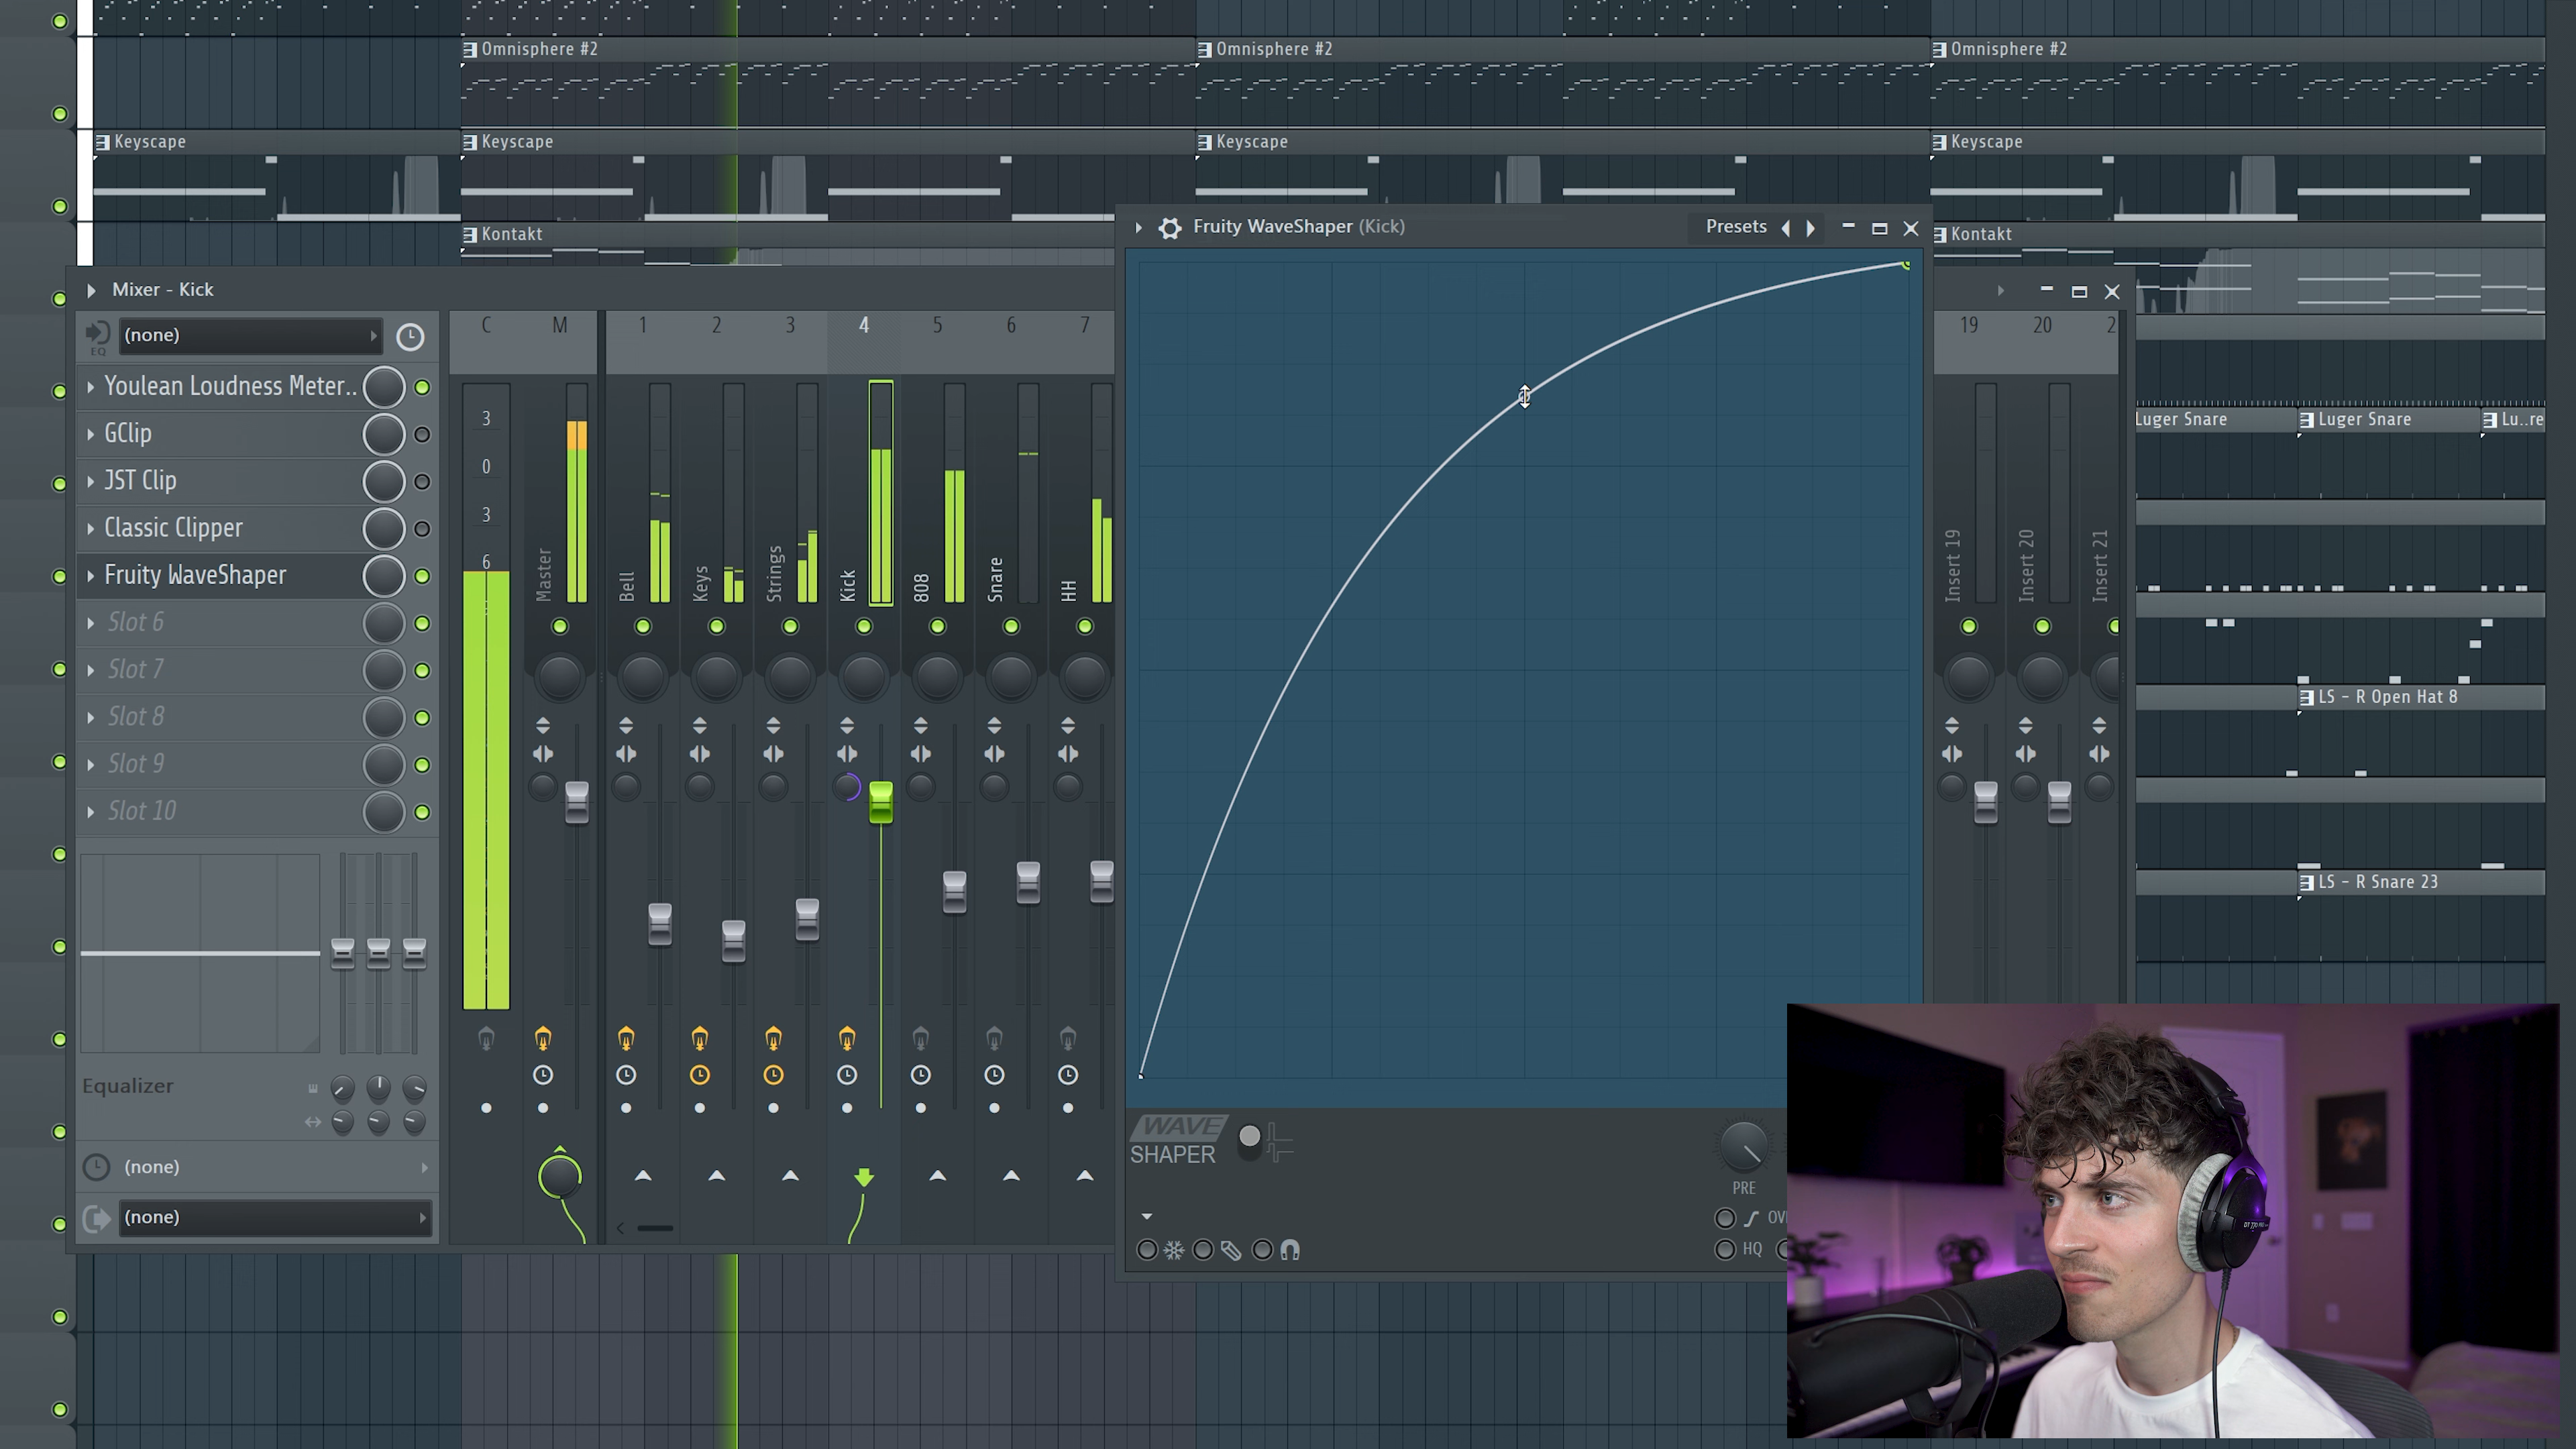 Omnisphere #2
Omnisphere #2
Omnisphere #2
Keyscape
Keyscape
Keyscape
Keyscape
Kontakt
Kontakt
Fruity WaveShaper (Kick)
Presets
Mixer - Kick
(none)
EQ
C
M
1
2
3
4
5
6
7
19
20
2
Youlean Loudness Meter..
GClip
JST Clip
Classic Clipper
Fruity WaveShaper
Slot 6
Slot 7
Slot 8
Slot 9
Slot 10
3
0
3
6
Master
Bell
Keys
Strings
Kick
808
Snare
HH
Insert 19
Insert 20
Insert 21
Luger Snare
Luger Snare
Lu..re
LS - R Open Hat 8
LS - R Snare 23
Equalizer
(none)
(none)
WAVE
SHAPER
PRE
HQ